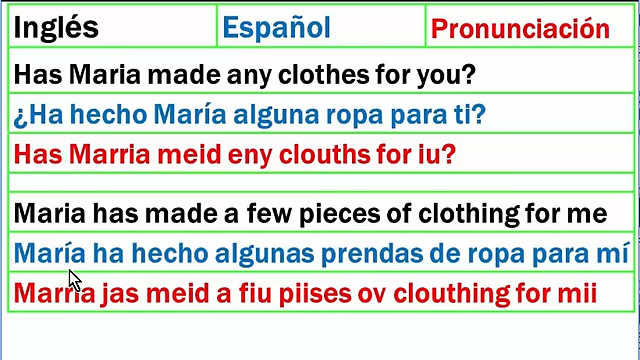 Inglés Español Pronunciación
Has Maria made any clothes for you?
¿Ha hecho María alguna ropa para ti?
Has Marria meid eny clouths for iu?
Maria has made a few pieces of clothing for me
María ha hecho algunas prendas de ropa para mí
Marria jas meid a fiu piises ov clouthing for mii